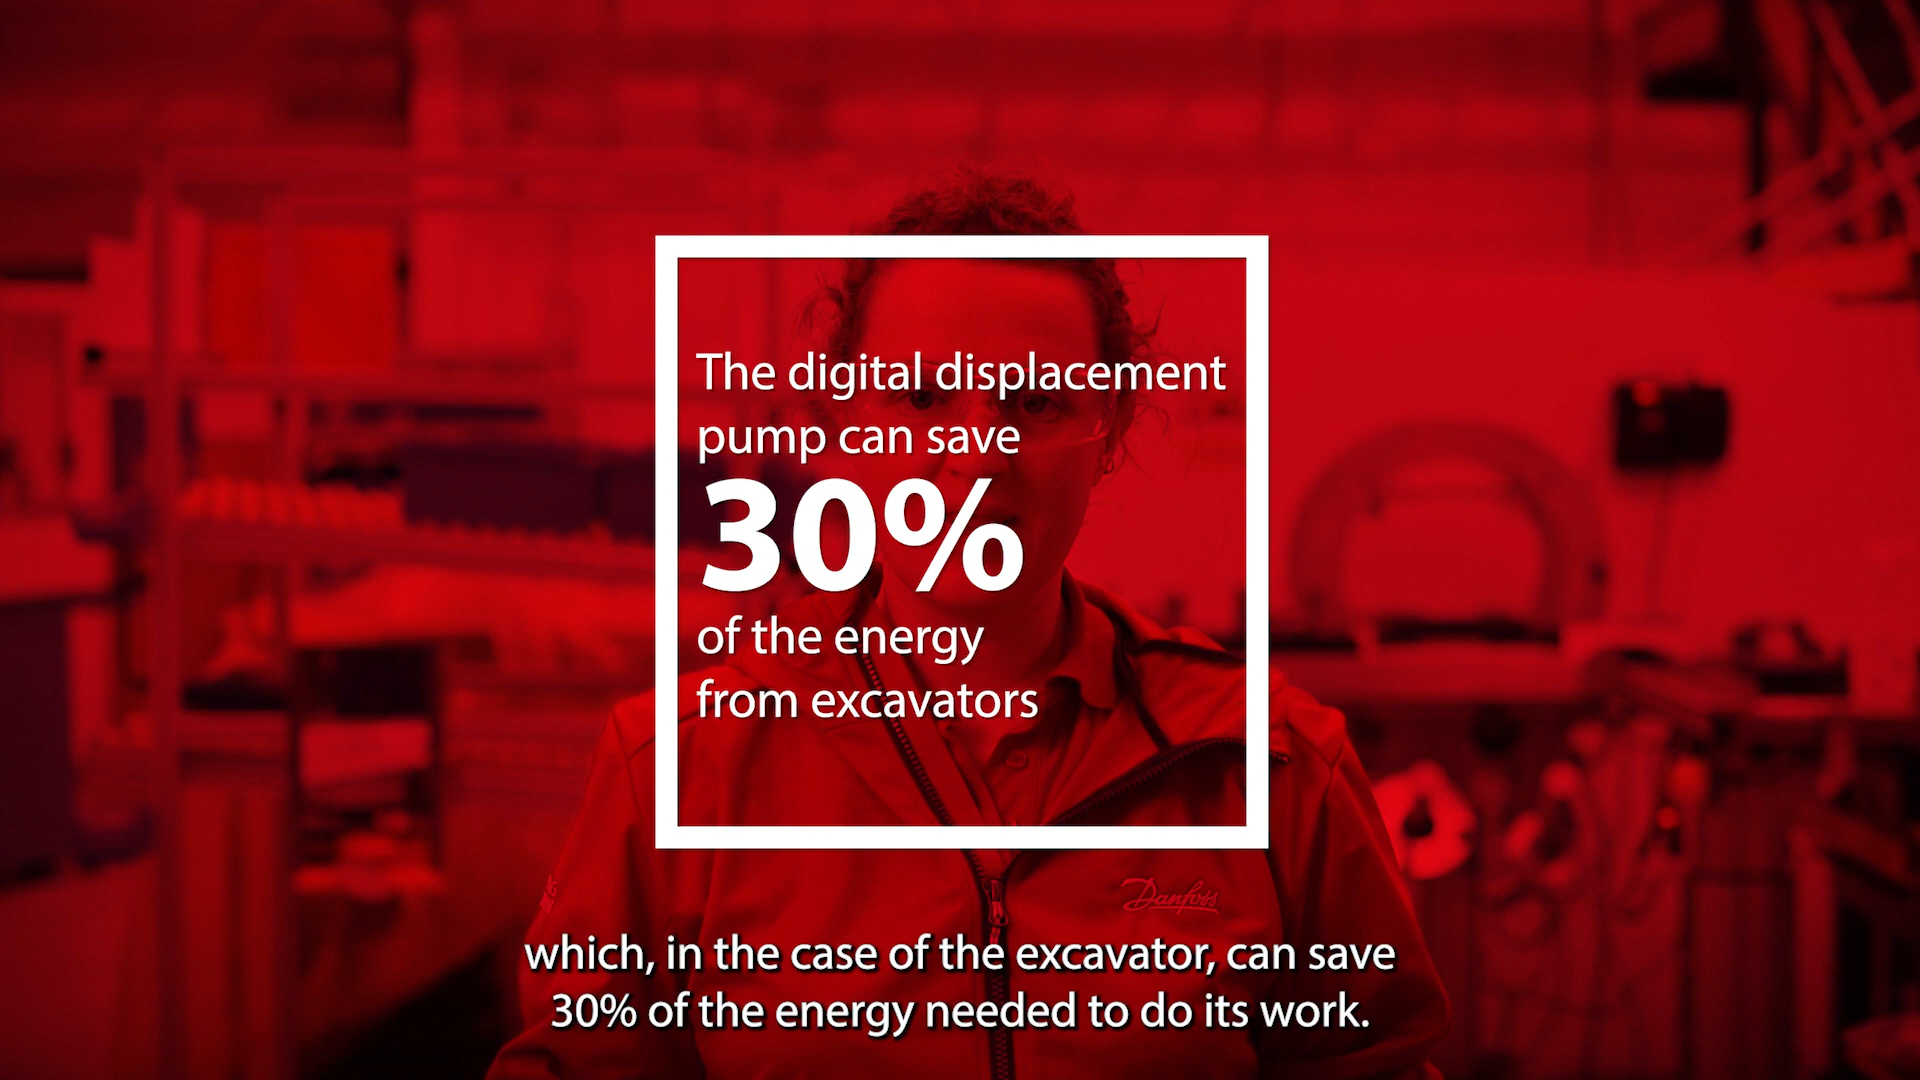 The digital displacement
pump can save
30%
of the energy
from excavators
Danfoss
which, in the case of the excavator, can save
30% of the energy needed to do its work.